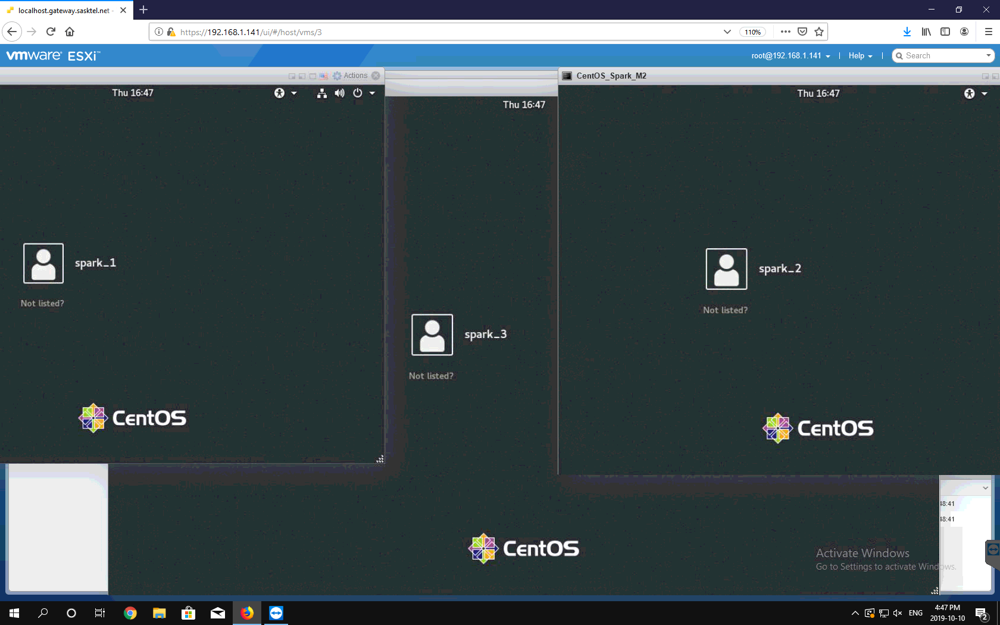 localhost.gateway.sasktel.net -
https://192.168.1.141/ui/#/host/vms/3
110%
vmware ESXi™
root@192.168.1.141
Help
Search
Actions
CentOS_Spark_M2
Thu 16:47
Thu 16:47
Thu 16:47
spark_1
Not listed?
spark_2
Not listed?
spark_3
Not listed?
CentOS
CentOS
48:41
48:41
CentOS
Activate Windows
Go to Settings to activate Windows.
ENG
4:47 PM
2019-10-10
2